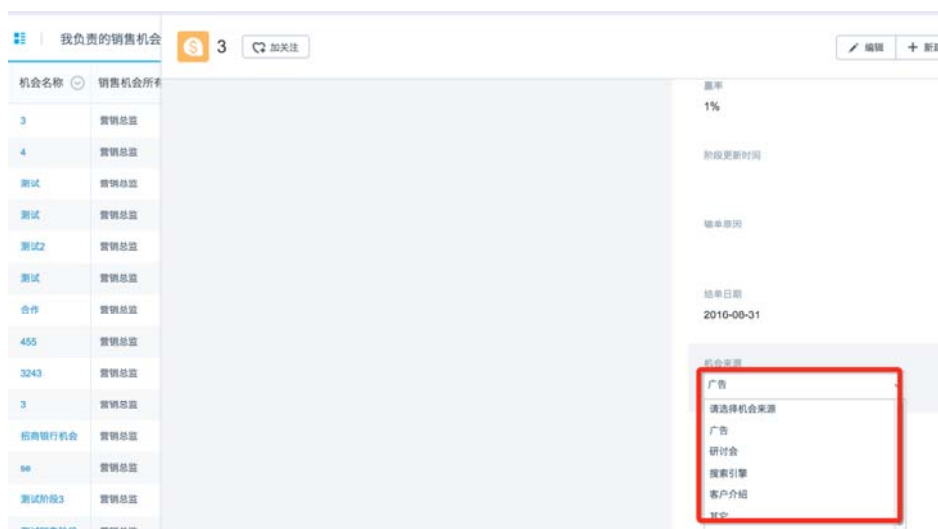 我负责的销售机会
3
加关注
编辑
新建
机会名称
销售机会所有
3
营销总监
4
营销总监
测试
营销总监
测试
营销总监
测试2
营销总监
测试
营销总监
合作
营销总监
455
营销总监
3243
营销总监
3
营销总监
招商银行机会
营销总监
se
营销总监
测试阶段3
营销总监
赢率
1%
阶段更新时间
输单原因
结单日期
2016-08-31
机会来源
广告
请选择机会来源
广告
研讨会
搜索引擎
客户介绍
其它